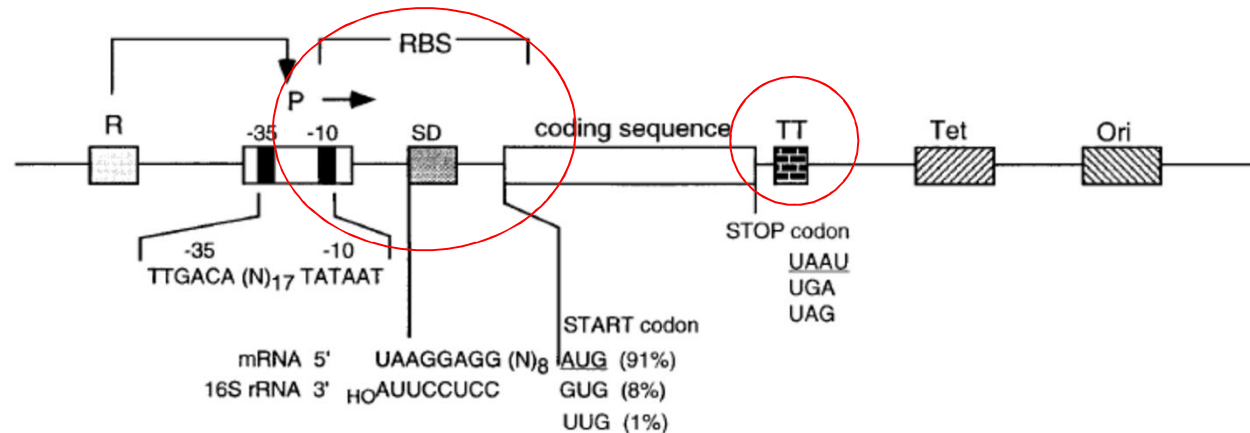 RBS
P
R -35 -10 SD coding sequence TT Tet Ori
-35 -10
TTGACA (N)17 TATAAT
STOP codon
UAAU
UGA
UAG
START codon
mRNA 5' UAAGGAGG (N)8 AUG (91%)
16S rRNA 3' HOAUUCCUCC GUG (8%)
UUG (1%)